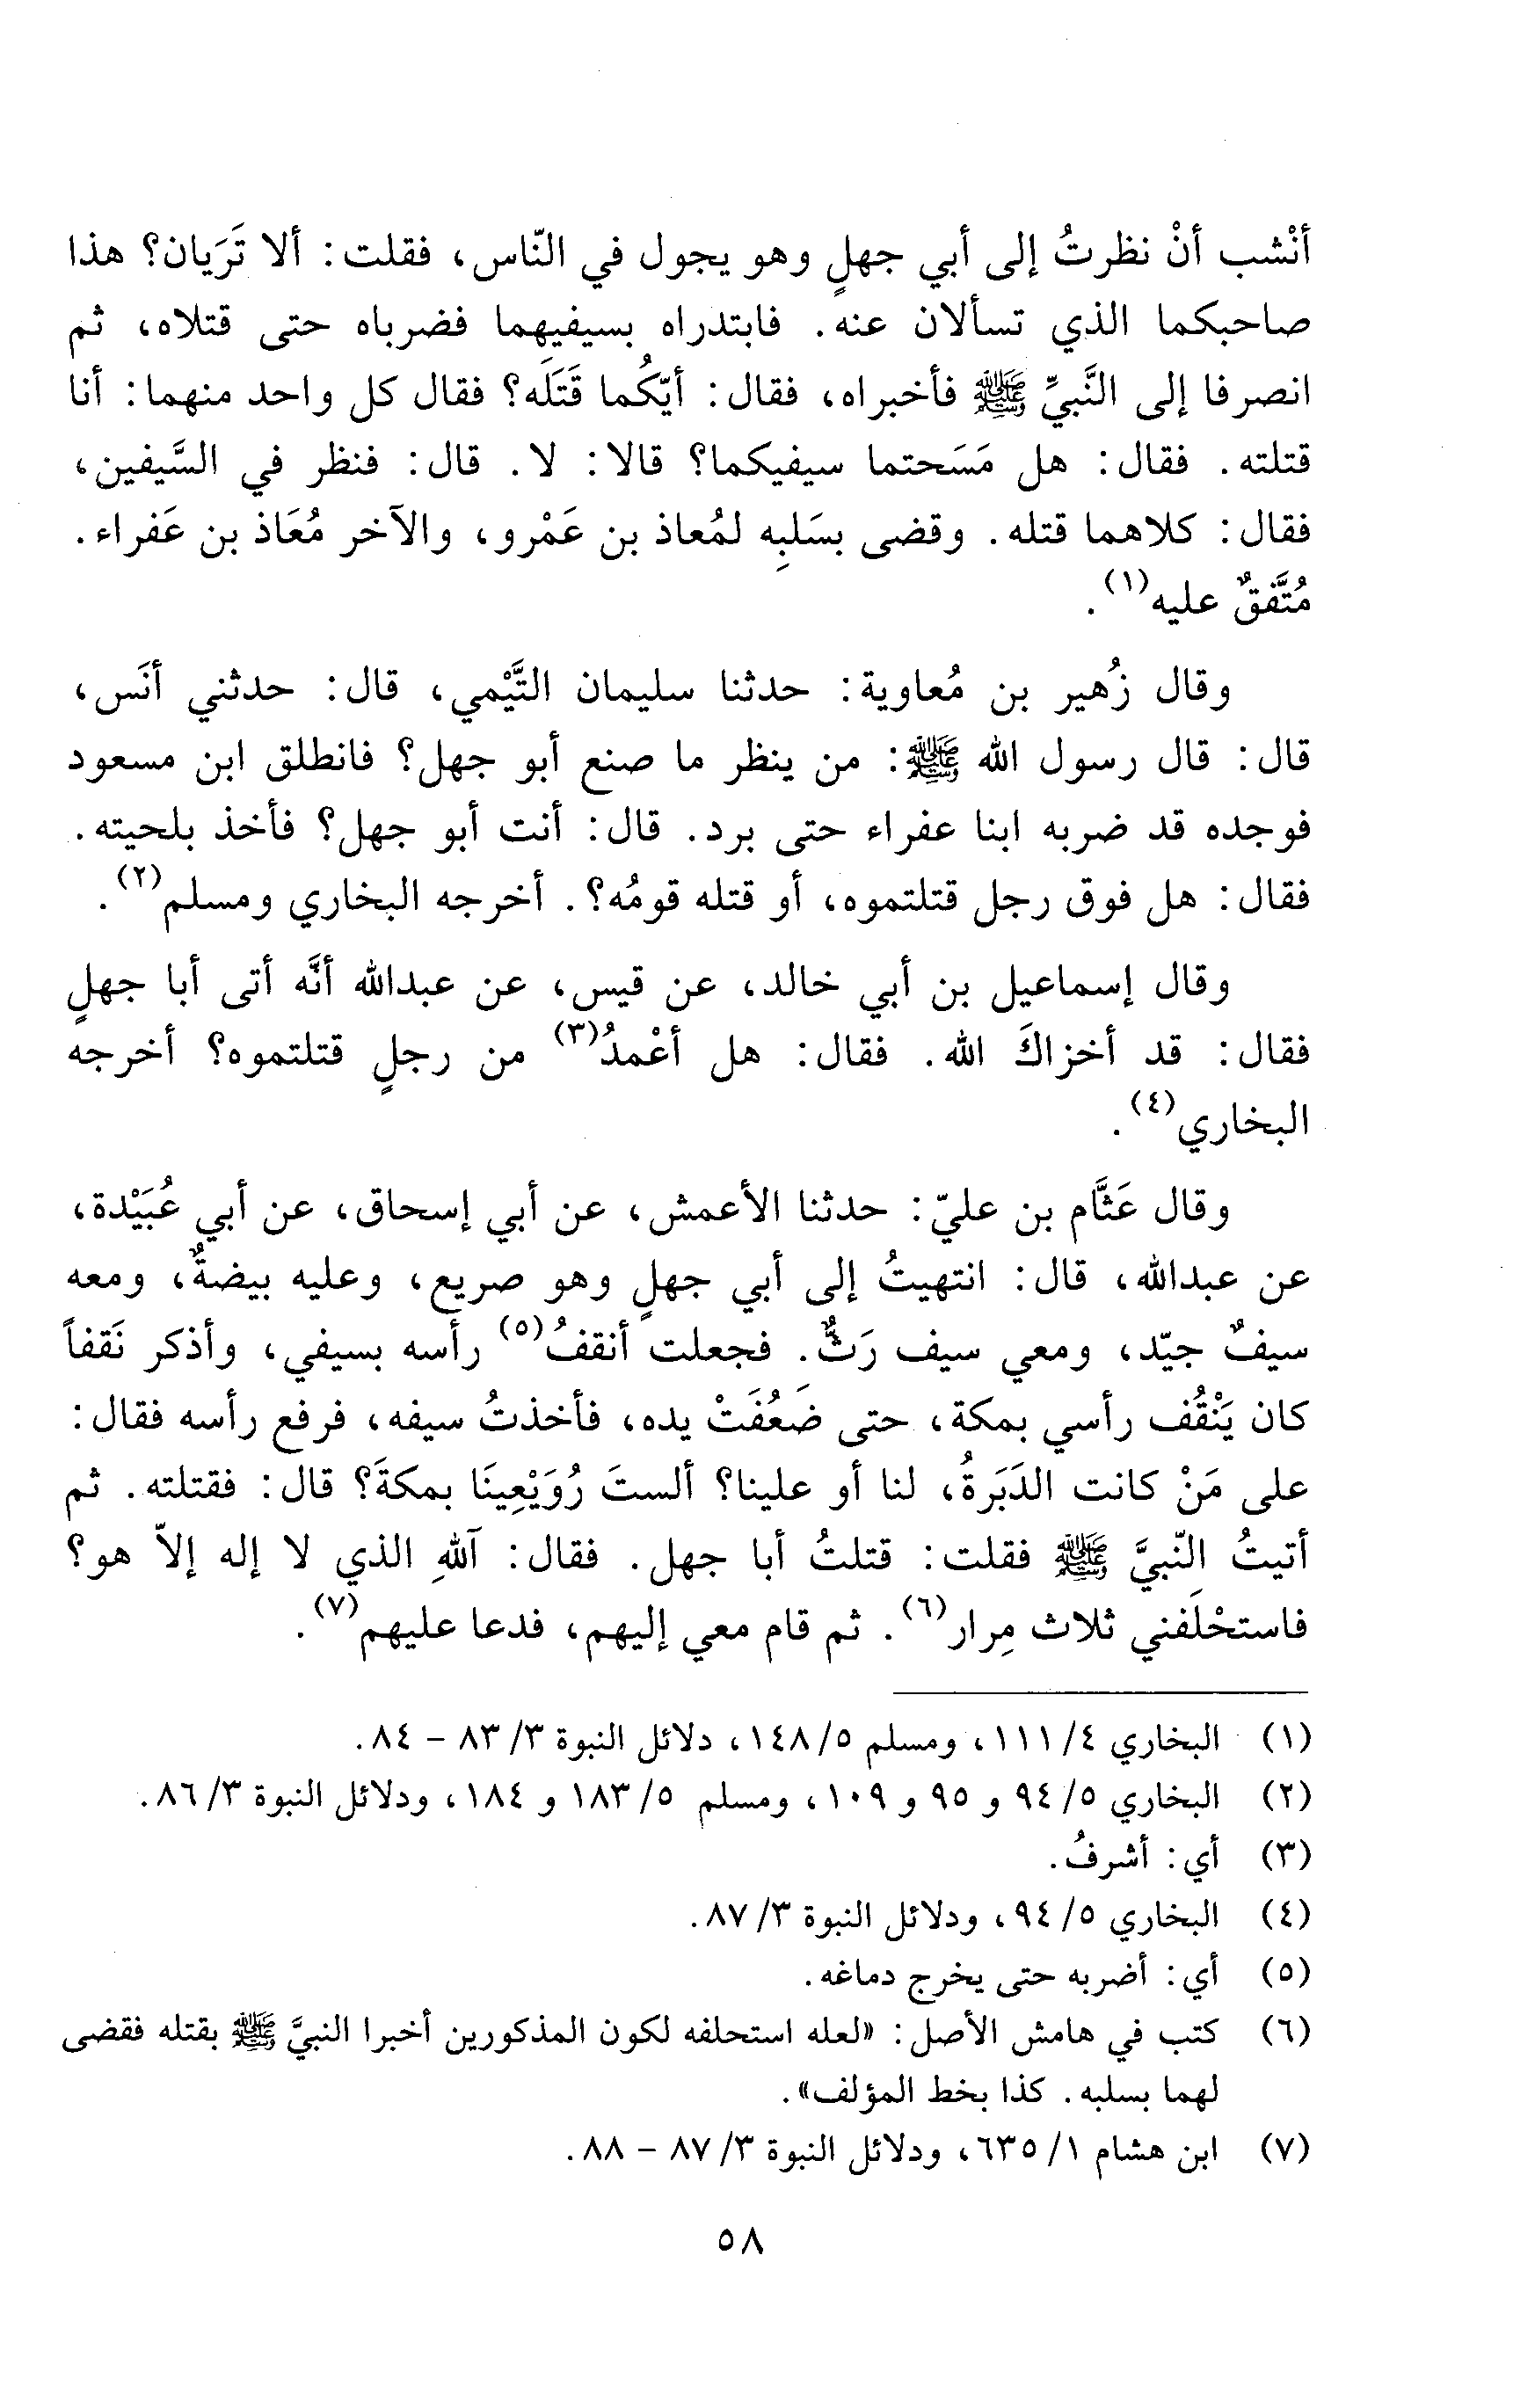 أنْشب أنْ نظرتُ إلى أبي جهلٍ وهو يجول في النّاس، فقلت: ألا تَرَيان؟ هذا
صاحبكما الذي تسألان عنه. فابتدراه بسيفيهما فضرباه حتى قتلاه، ثم
انصرفا إلى النَّبيِّ ﷺ فأخبراه، فقال: أيّكُما قَتَلَه؟ فقال كل واحد منهما: أنا
قتلته. فقال: هل مَسَحتما سيفيكما؟ قالا: لا. قال: فنظر في السَّيفين،
فقال: كلاهما قتله. وقضى بسَلبِه لمُعاذ بن عَمْرو، والآخر مُعَاذ بن عَفراء.
مُتَّفقٌ عليه(١).
وقال زُهير بن مُعاوية: حدثنا سليمان التَّيْمي، قال: حدثني أنَس،
قال: قال رسول الله ﷺ: من ينظر ما صنع أبو جهل؟ فانطلق ابن مسعود
فوجده قد ضربه ابنا عفراء حتى برد. قال: أنت أبو جهل؟ فأخذ بلحيته.
فقال: هل فوق رجل قتلتموه، أو قتله قومُه؟. أخرجه البخاري ومسلم(٢).
وقال إسماعيل بن أبي خالد، عن قيس، عن عبدالله أنَّه أتى أبا جهلٍ
فقال: قد أخزاكَ الله. فقال: هل أعْمدُ(٣) من رجلٍ قتلتموه؟ أخرجه
البخاري(٤).
وقال عَثَّام بن عليّ: حدثنا الأعمش، عن أبي إسحاق، عن أبي عُبَيْدة،
عن عبدالله، قال: انتهيتُ إلى أبي جهلٍ وهو صريع، وعليه بيضةٌ، ومعه
سيفٌ جيّد، ومعي سيف رَثٌّ. فجعلت أنقفُ(٥) رأسه بسيفي، وأذكر نَقفاً
كان يَنْقُف رأسي بمكة، حتى ضَعُفَتْ يده، فأخذتُ سيفه، فرفع رأسه فقال:
على مَنْ كانت الدَبَرةُ، لنا أو علينا؟ ألستَ رُوَيْعِينَا بمكةَ؟ قال: فقتلته. ثم
أتيتُ النّبيَّ ﷺ فقلت: قتلتُ أبا جهل. فقال: آللهِ الذي لا إله إلاّ هو؟
فاستحْلَفني ثلاث مِرار(٦). ثم قام معي إليهم، فدعا عليهم(٧).
(١) البخاري ٤/ ١١١، ومسلم ٥/ ١٤٨، دلائل النبوة ٣/ ٨٣ - ٨٤.
(٢) البخاري ٥/ ٩٤ و ٩٥ و ١٠٩، ومسلم ٥/ ١٨٣ و ١٨٤، ودلائل النبوة ٣/ ٨٦.
(٣) أي: أشرفُ.
(٤) البخاري ٥/ ٩٤، ودلائل النبوة ٣/ ٨٧.
(٥) أي: أضربه حتى يخرج دماغه.
(٦) كتب في هامش الأصل: «لعله استحلفه لكون المذكورين أخبرا النبيَّ ﷺ بقتله فقضى
لهما بسلبه. كذا بخط المؤلف».
(٧) ابن هشام ١/ ٦٣٥، ودلائل النبوة ٣/ ٨٧ - ٨٨.
٥٨